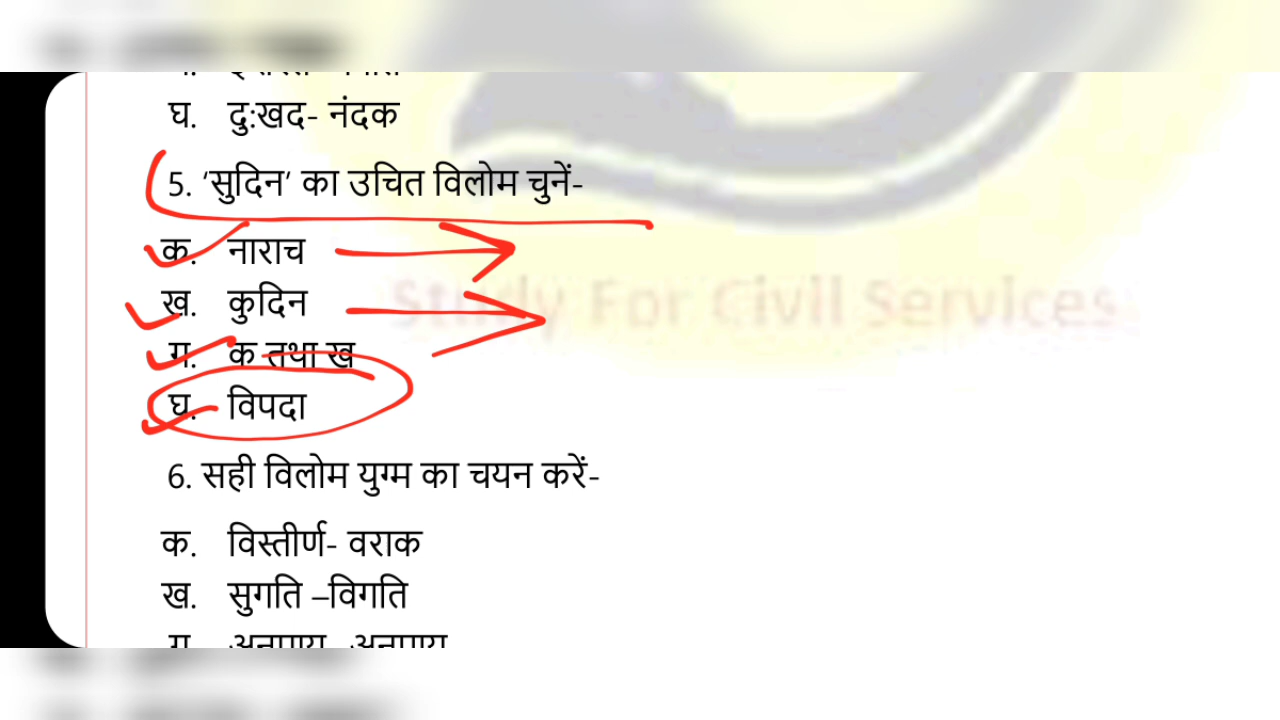 घ. दु:खद- नंदक
5. ‘सुदिन’ का उचित विलोम चुनें-
क. नाराच
ख. कुदिन
Study For Civil Services
ग. क तथा ख
घ. विपदा
6. सही विलोम युग्म का चयन करें-
क. विस्तीर्ण- वराक
ख. सुगति –विगति